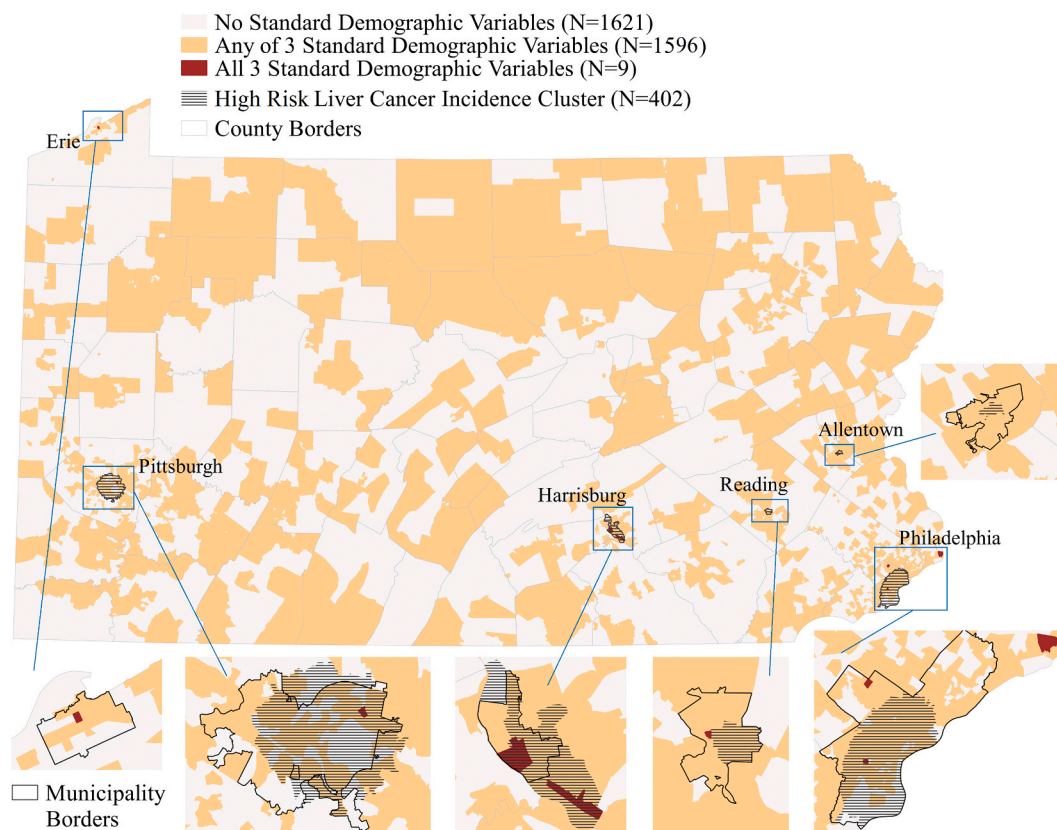 No Standard Demographic Variables (N=1621)
Any of 3 Standard Demographic Variables (N=1596)
All 3 Standard Demographic Variables (N=9)
High Risk Liver Cancer Incidence Cluster (N=402)
County Borders
Erie
Allentown
Pittsburgh
Harrisburg
Reading
Philadelphia
Municipality
Borders